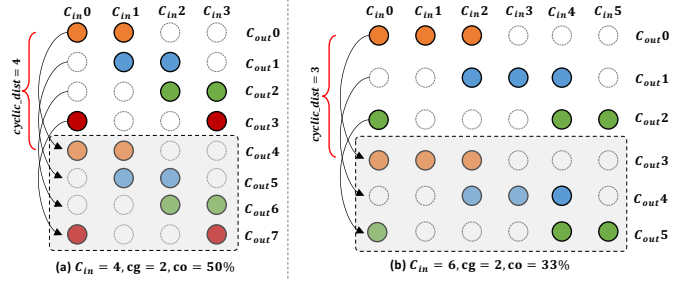 C_in0 C_in1 C_in2 C_in3
C_out0
C_out1
C_out2
C_out3
C_out4
C_out5
C_out6
C_out7
cyclic_dist = 4
(a) C_in = 4, cg = 2, co = 50%
C_in0 C_in1 C_in2 C_in3 C_in4 C_in5
C_out0
C_out1
C_out2
C_out3
C_out4
C_out5
cyclic_dist = 3
(b) C_in = 6, cg = 2, co = 33%